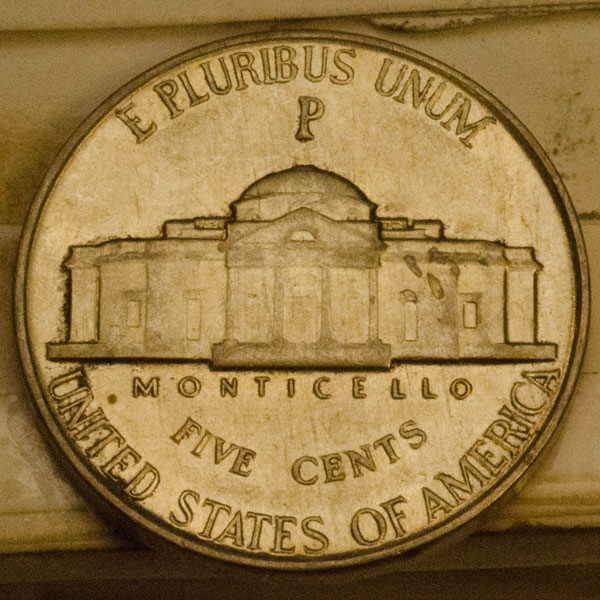 E PLURIBUS UNUM
P
MONTICELLO
FIVE CENTS
UNITED STATES OF AMERICA